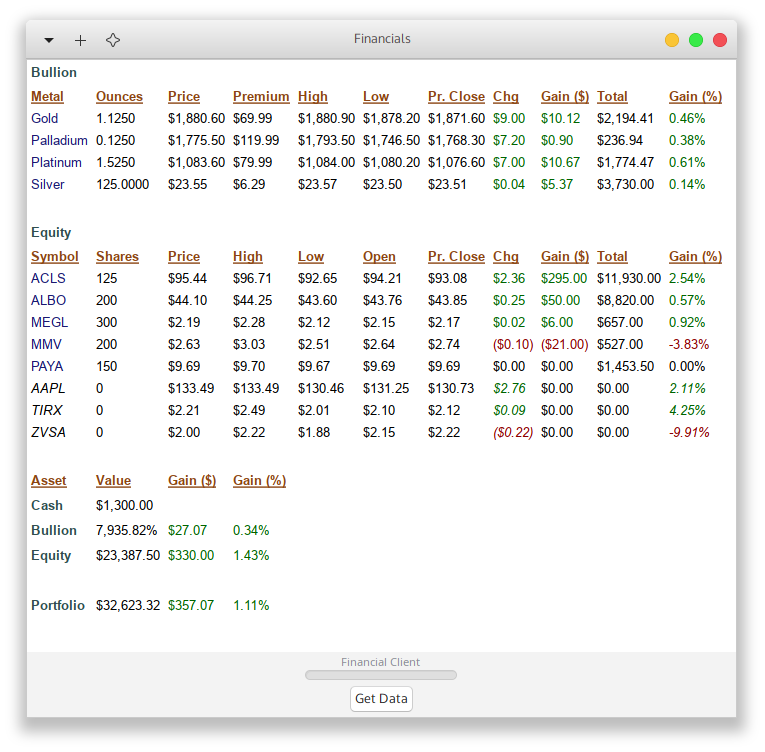 Financials
Bullion
Metal Ounces Price Premium High Low Pr. Close Chg Gain ($) Total Gain (%)
Gold 1.1250 $1,880.60 $69.99 $1,880.90 $1,878.20 $1,871.60 $9.00 $10.12 $2,194.41 0.46%
Palladium 0.1250 $1,775.50 $119.99 $1,793.50 $1,746.50 $1,768.30 $7.20 $0.90 $236.94 0.38%
Platinum 1.5250 $1,083.60 $79.99 $1,084.00 $1,080.20 $1,076.60 $7.00 $10.67 $1,774.47 0.61%
Silver 125.0000 $23.55 $6.29 $23.57 $23.50 $23.51 $0.04 $5.37 $3,730.00 0.14%
Equity
Symbol Shares Price High Low Open Pr. Close Chg Gain ($) Total Gain (%)
ACLS 125 $95.44 $96.71 $92.65 $94.21 $93.08 $2.36 $295.00 $11,930.00 2.54%
ALBO 200 $44.10 $44.25 $43.60 $43.76 $43.85 $0.25 $50.00 $8,820.00 0.57%
MEGL 300 $2.19 $2.28 $2.12 $2.15 $2.17 $0.02 $6.00 $657.00 0.92%
MMV 200 $2.63 $3.03 $2.51 $2.64 $2.74 ($0.10) ($21.00) $527.00 -3.83%
PAYA 150 $9.69 $9.70 $9.67 $9.69 $9.69 $0.00 $0.00 $1,453.50 0.00%
AAPL 0 $133.49 $133.49 $130.46 $131.25 $130.73 $2.76 $0.00 $0.00 2.11%
TIRX 0 $2.21 $2.49 $2.01 $2.10 $2.12 $0.09 $0.00 $0.00 4.25%
ZVSA 0 $2.00 $2.22 $1.88 $2.15 $2.22 ($0.22) $0.00 $0.00 -9.91%
Asset Value Gain ($) Gain (%)
Cash $1,300.00
Bullion 7,935.82% $27.07 0.34%
Equity $23,387.50 $330.00 1.43%
Portfolio $32,623.32 $357.07 1.11%
Financial Client
Get Data